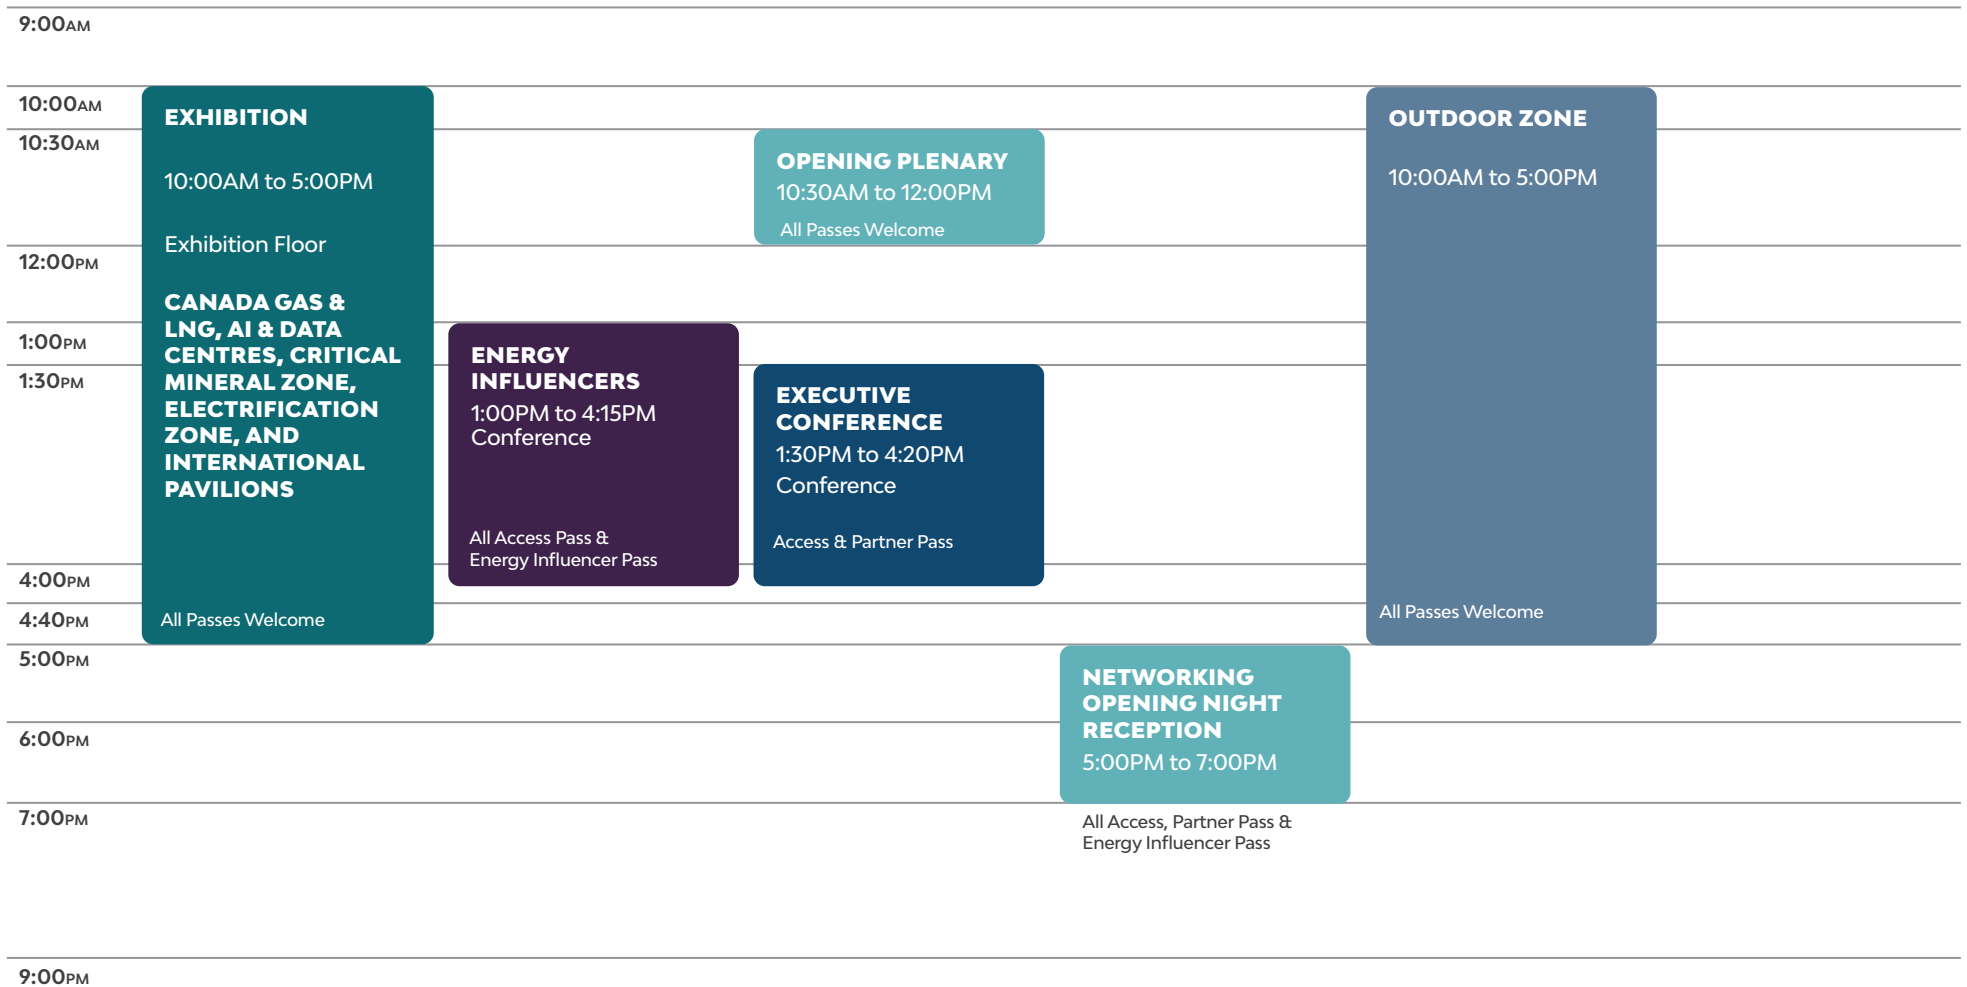 9:00AM
10:00AM
10:30AM
12:00PM
1:00PM
1:30PM
4:00PM
4:40PM
5:00PM
6:00PM
7:00PM
9:00PM
EXHIBITION
10:00AM to 5:00PM
Exhibition Floor
CANADA GAS &
LNG, AI & DATA
CENTRES, CRITICAL
MINERAL ZONE,
ELECTRIFICATION
ZONE, AND
INTERNATIONAL
PAVILIONS
All Passes Welcome
ENERGY
INFLUENCERS
1:00PM to 4:15PM
Conference
All Access Pass &
Energy Influencer Pass
OPENING PLENARY
10:30AM to 12:00PM
All Passes Welcome
EXECUTIVE
CONFERENCE
1:30PM to 4:20PM
Conference
Access & Partner Pass
NETWORKING
OPENING NIGHT
RECEPTION
5:00PM to 7:00PM
All Access, Partner Pass &
Energy Influencer Pass
OUTDOOR ZONE
10:00AM to 5:00PM
All Passes Welcome